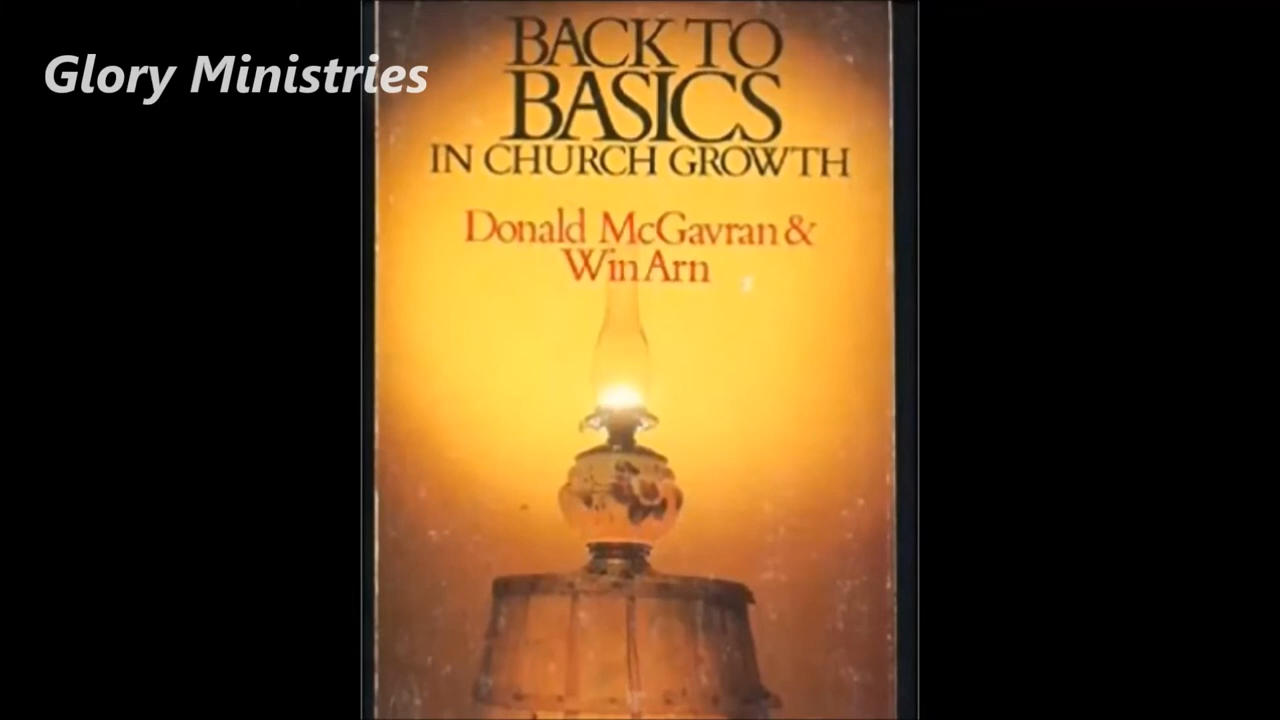 Glory Ministries
BACK TO
BASICS
IN CHURCH GROWTH
Donald McGavran &
Win Arn